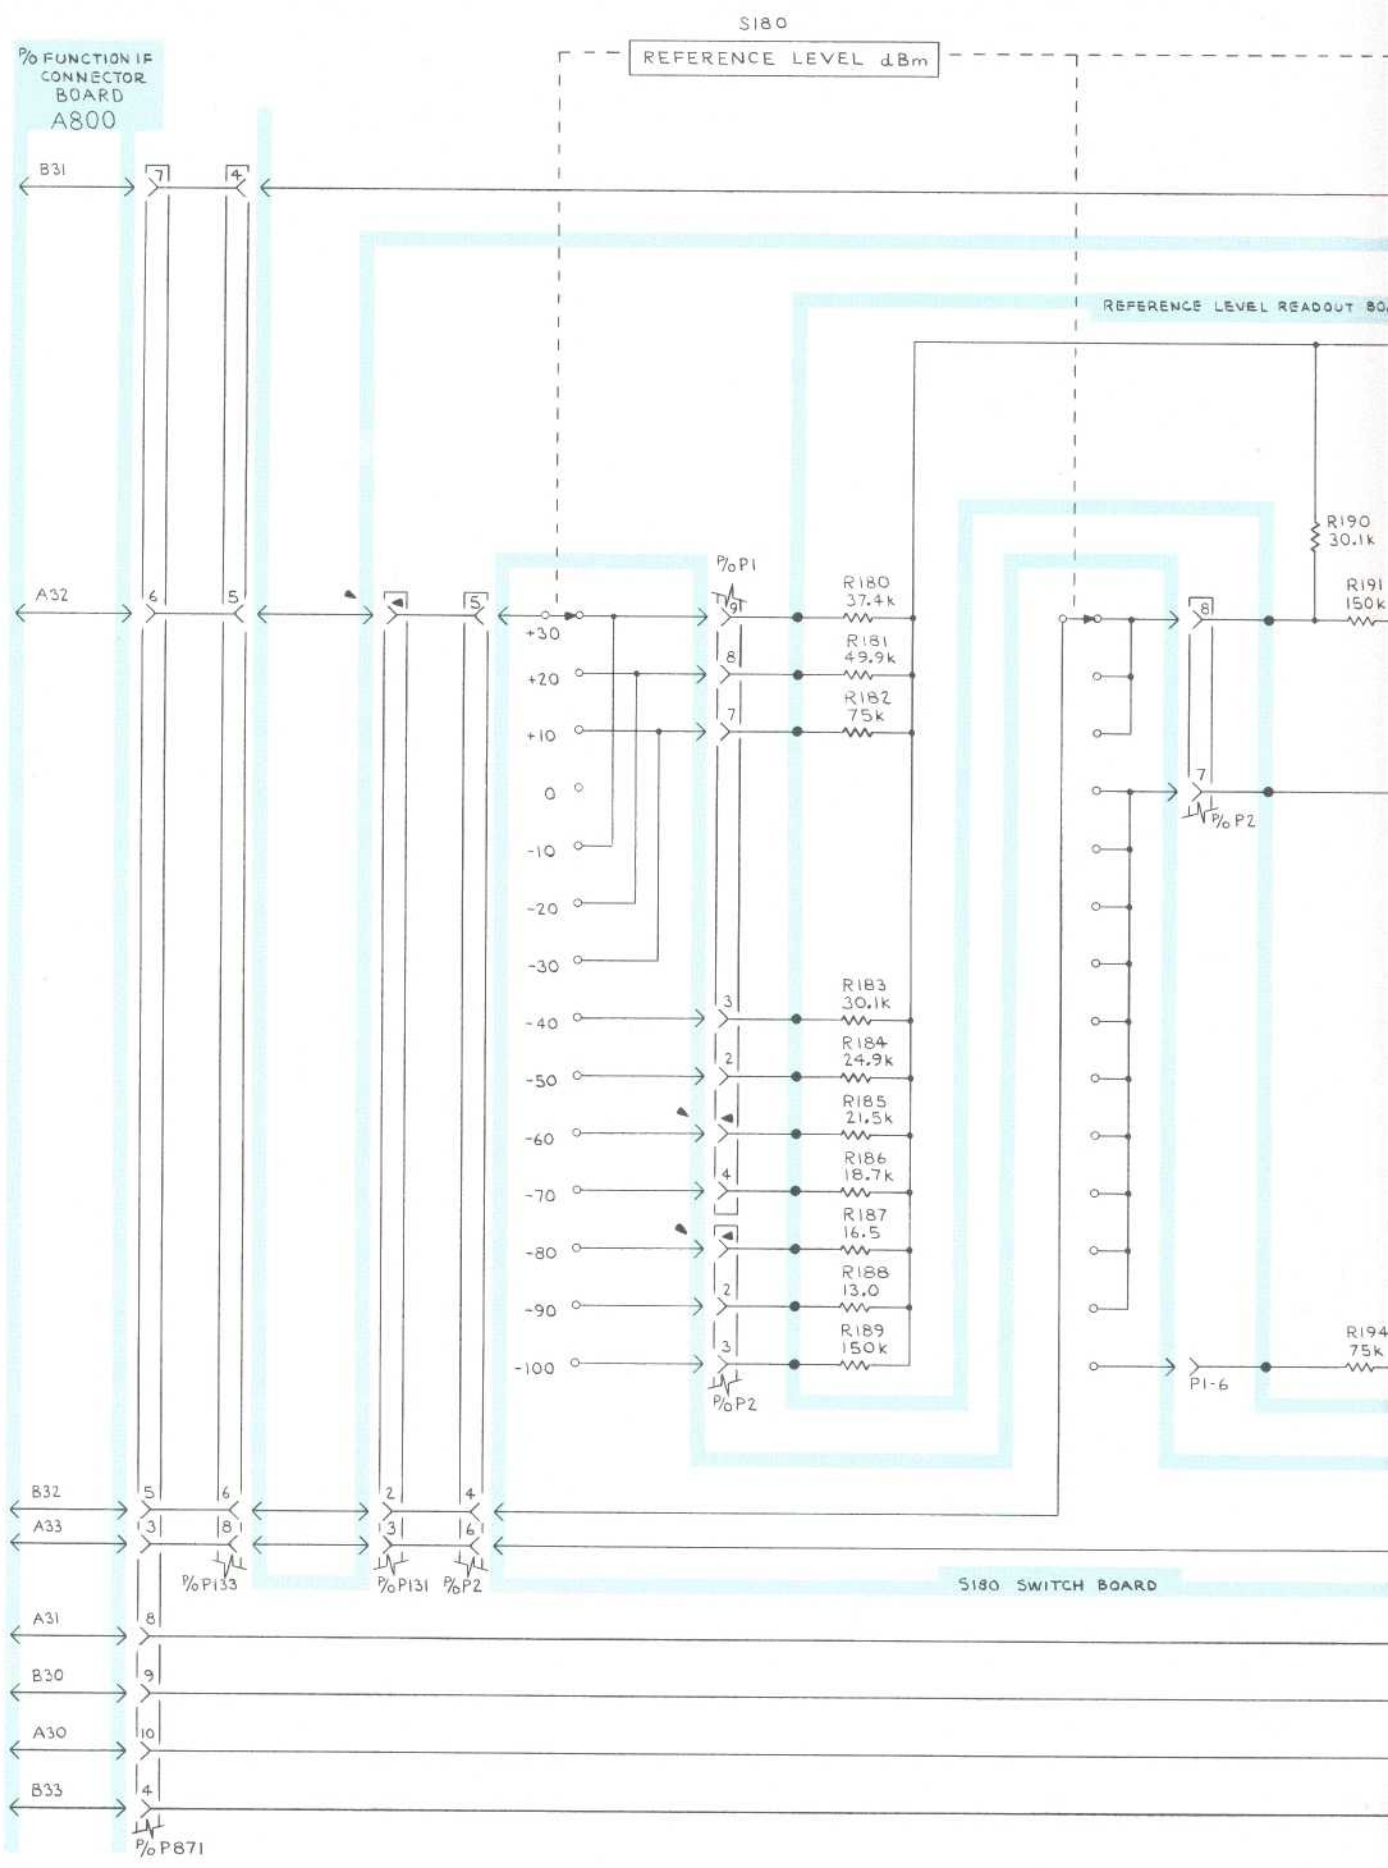 S180
REFERENCE LEVEL dBm
P/O FUNCTION IF
CONNECTOR
BOARD
A800
B31
7
4
REFERENCE LEVEL READOUT
R190
30.1K
P/O P1
A32
6
5
5
+30
9
R180
37.4K
8
R191
150K
+20
8
R181
49.9K
+10
7
R182
75K
0
7
P/O P2
-10
-20
-30
-40
3
R183
30.1K
-50
2
R184
24.9K
-60
R185
21.5K
-70
4
R186
18.7K
-80
R187
16.5
-90
2
R188
13.0
-100
3
R189
150K
P/O P2
P1-6
R194
75K
B32
5
6
2
4
A33
3
8
3
6
P/O P133
P/O P131
P/O P2
S180 SWITCH BOARD
A31
8
B30
9
A30
10
B33
4
P/O P871